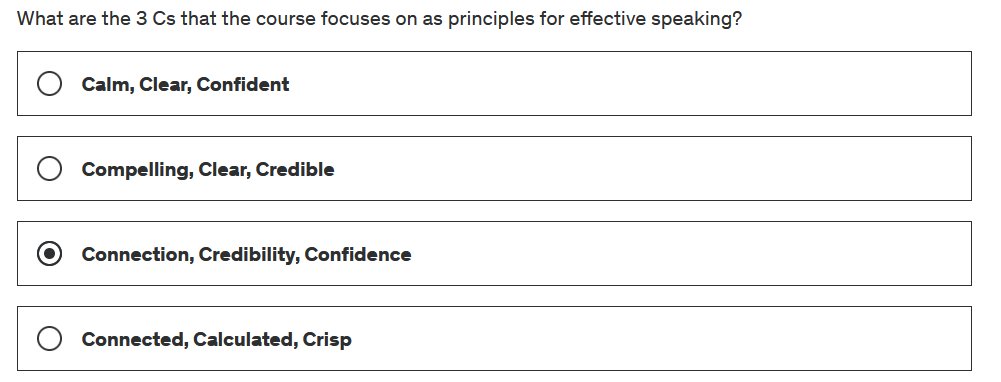 What are the 3 Cs that the course focuses on as principles for effective speaking?
Calm, Clear, Confident
Compelling, Clear, Credible
Connection, Credibility, Confidence
Connected, Calculated, Crisp